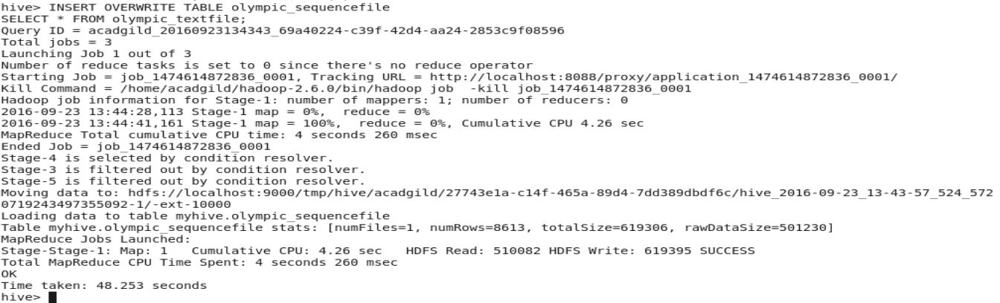 hive> INSERT OVERWRITE TABLE olympic_sequencefile
SELECT * FROM olympic_textfile;
Query ID = acadgild_20160923134343_69a40224-c39f-42d4-aa24-2853c9f08596
Total jobs = 3
Launching Job 1 out of 3
Number of reduce tasks is set to 0 since there's no reduce operator
Starting Job = job_1474614872836_0001, Tracking URL = http://localhost:8088/proxy/application_1474614872836_0001/
Kill Command = /home/acadgild/hadoop-2.6.0/bin/hadoop job  -kill job_1474614872836_0001
Hadoop job information for Stage-1: number of mappers: 1; number of reducers: 0
2016-09-23 13:44:28,113 Stage-1 map = 0%,  reduce = 0%
2016-09-23 13:44:41,161 Stage-1 map = 100%,  reduce = 0%, Cumulative CPU 4.26 sec
MapReduce Total cumulative CPU time: 4 seconds 260 msec
Ended Job = job_1474614872836_0001
Stage-4 is selected by condition resolver.
Stage-3 is filtered out by condition resolver.
Stage-5 is filtered out by condition resolver.
Moving data to: hdfs://localhost:9000/tmp/hive/acadgild/27743e1a-c14f-465a-89d4-7dd389dbdf6c/hive_2016-09-23_13-43-57_524_572
0719243497355092-1/-ext-10000
Loading data to table myhive.olympic_sequencefile
Table myhive.olympic_sequencefile stats: [numFiles=1, numRows=8613, totalSize=619306, rawDataSize=501230]
MapReduce Jobs Launched:
Stage-Stage-1: Map: 1   Cumulative CPU: 4.26 sec   HDFS Read: 510082 HDFS Write: 619395 SUCCESS
Total MapReduce CPU Time Spent: 4 seconds 260 msec
OK
Time taken: 48.253 seconds
hive>